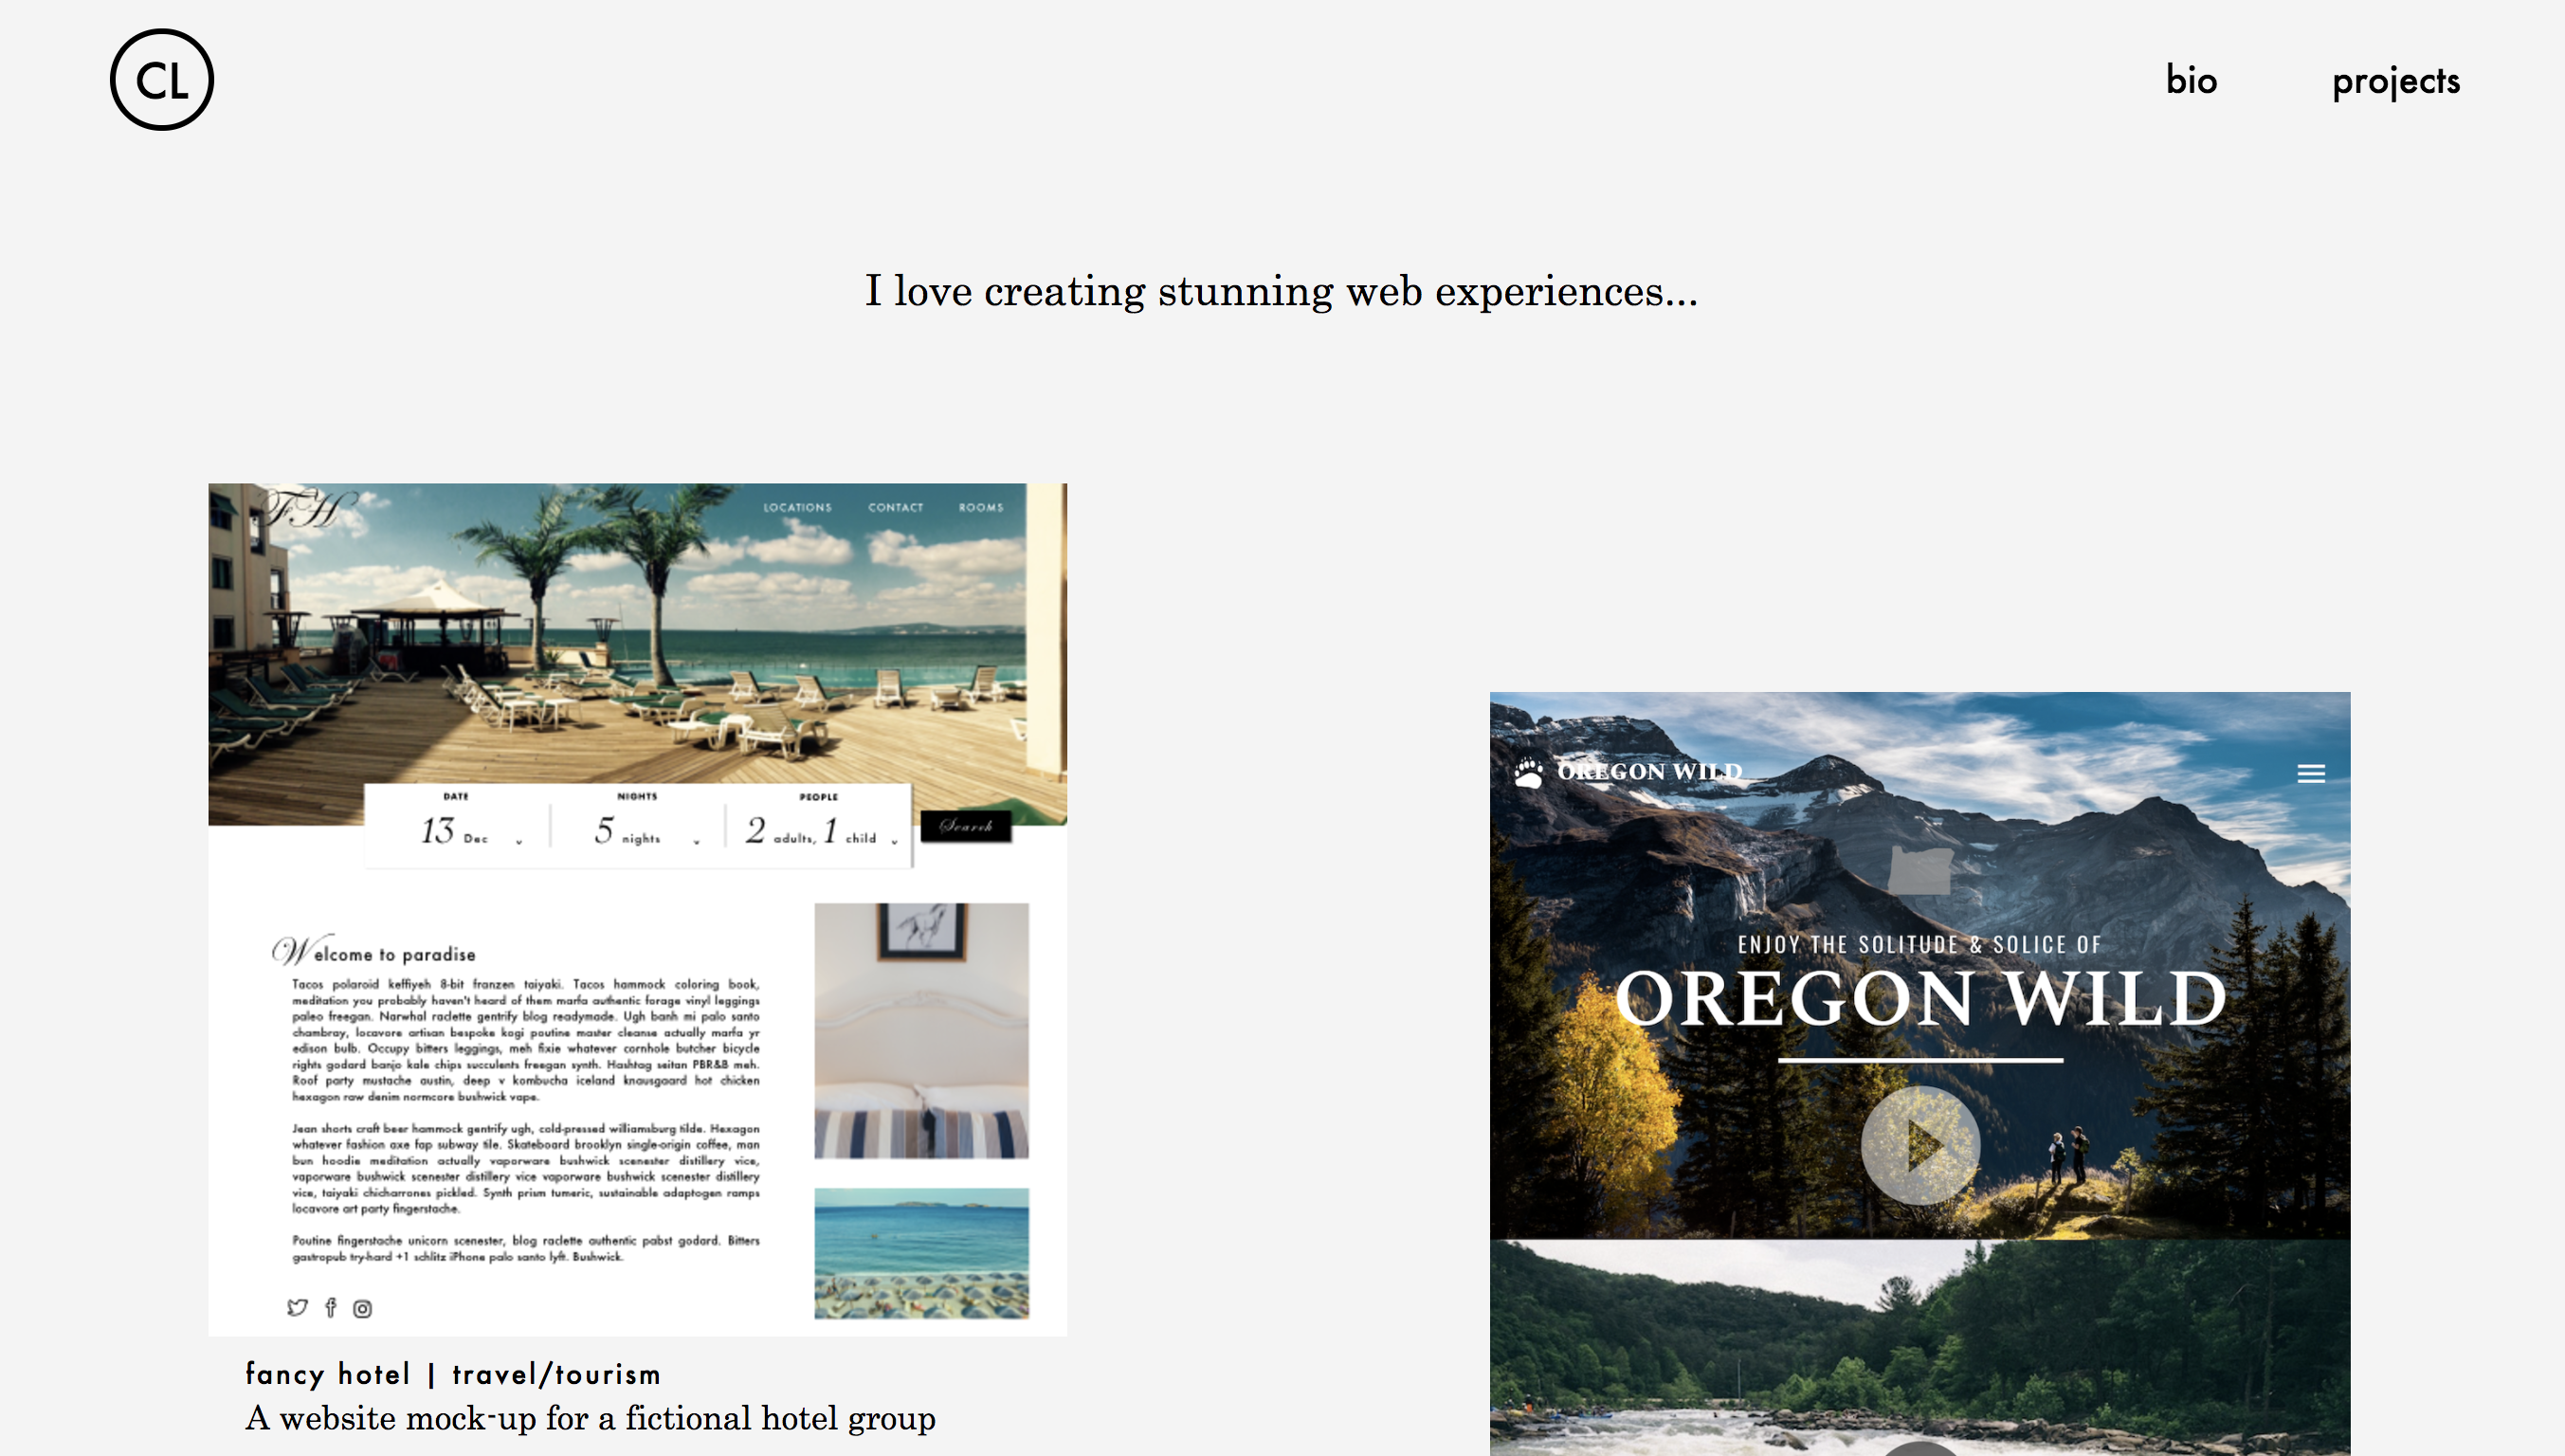 CL
bio
projects
I love creating stunning web experiences...
FH
LOCATIONS
CONTACT
ROOMS
DATE
NIGHTS
PEOPLE
13 Dec
5 nights
2 adults, 1 child
Search
Welcome to paradise
Tacos polaroid keffiyeh 8-bit franzen taiyaki. Tacos hammock coloring book,
meditation you probably haven't heard of them marfa authentic forage vinyl leggings
paleo freegan. Narwhal raclette gentrify blog readymade. Ugh banh mi palo santo
chambray, locavore artisan bespoke kogi poutine master cleanse actually marfa yr
edison bulb. Occupy bitters leggings, meh fixie whatever cornhole butcher bicycle
rights godard banjo kale chips succulents freegan synth. Hashtag seitan PBR&B meh.
Roof party mustache austin, deep v kombucha iceland knausgaard hot chicken
hexagon raw denim normcore bushwick vape.
Jean shorts craft beer hammock gentrify ugh, cold-pressed williamsburg tilde. Hexagon
whatever fashion axe fap subway tile. Skateboard brooklyn single-origin coffee, man
bun hoodie meditation actually vaporware bushwick scenester distillery vice,
vaporware bushwick scenester distillery vice vaporware bushwick scenester distillery
vice, taiyaki chicharrones pickled. Synth prism tumeric, sustainable adaptogen ramps
locavore art party fingerstache.
Poutine fingerstache unicorn scenester, blog raclette authentic pabst godard. Bitters
gastropub try-hard +1 schlitz iPhone palo santo lyft. Bushwick.
fancy hotel | travel/tourism
A website mock-up for a fictional hotel group
OREGON WILD
ENJOY THE SOLITUDE & SOLICE OF
OREGON WILD